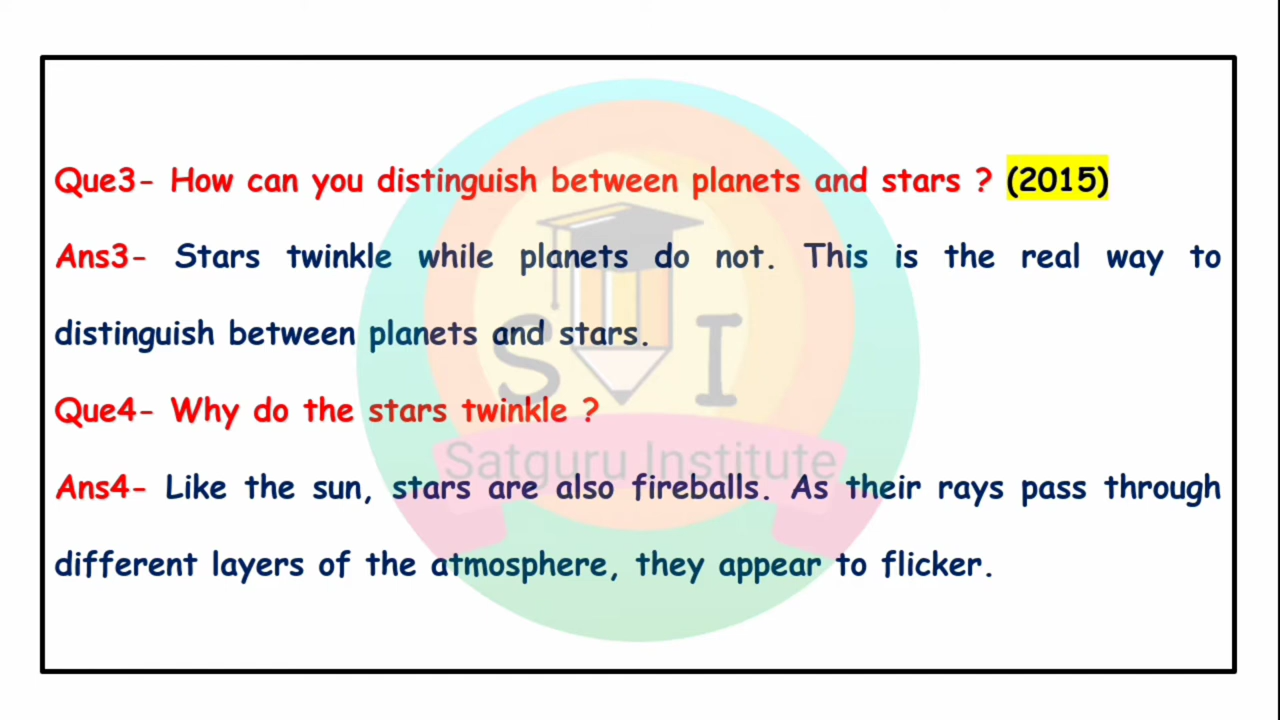 Que3- How can you distinguish between planets and stars ? (2015)
Ans3- Stars twinkle while planets do not. This is the real way to
distinguish between planets and stars.
Que4- Why do the stars twinkle ?
Satguru Institute
Ans4- Like the sun, stars are also fireballs. As their rays pass through
different layers of the atmosphere, they appear to flicker.
S I